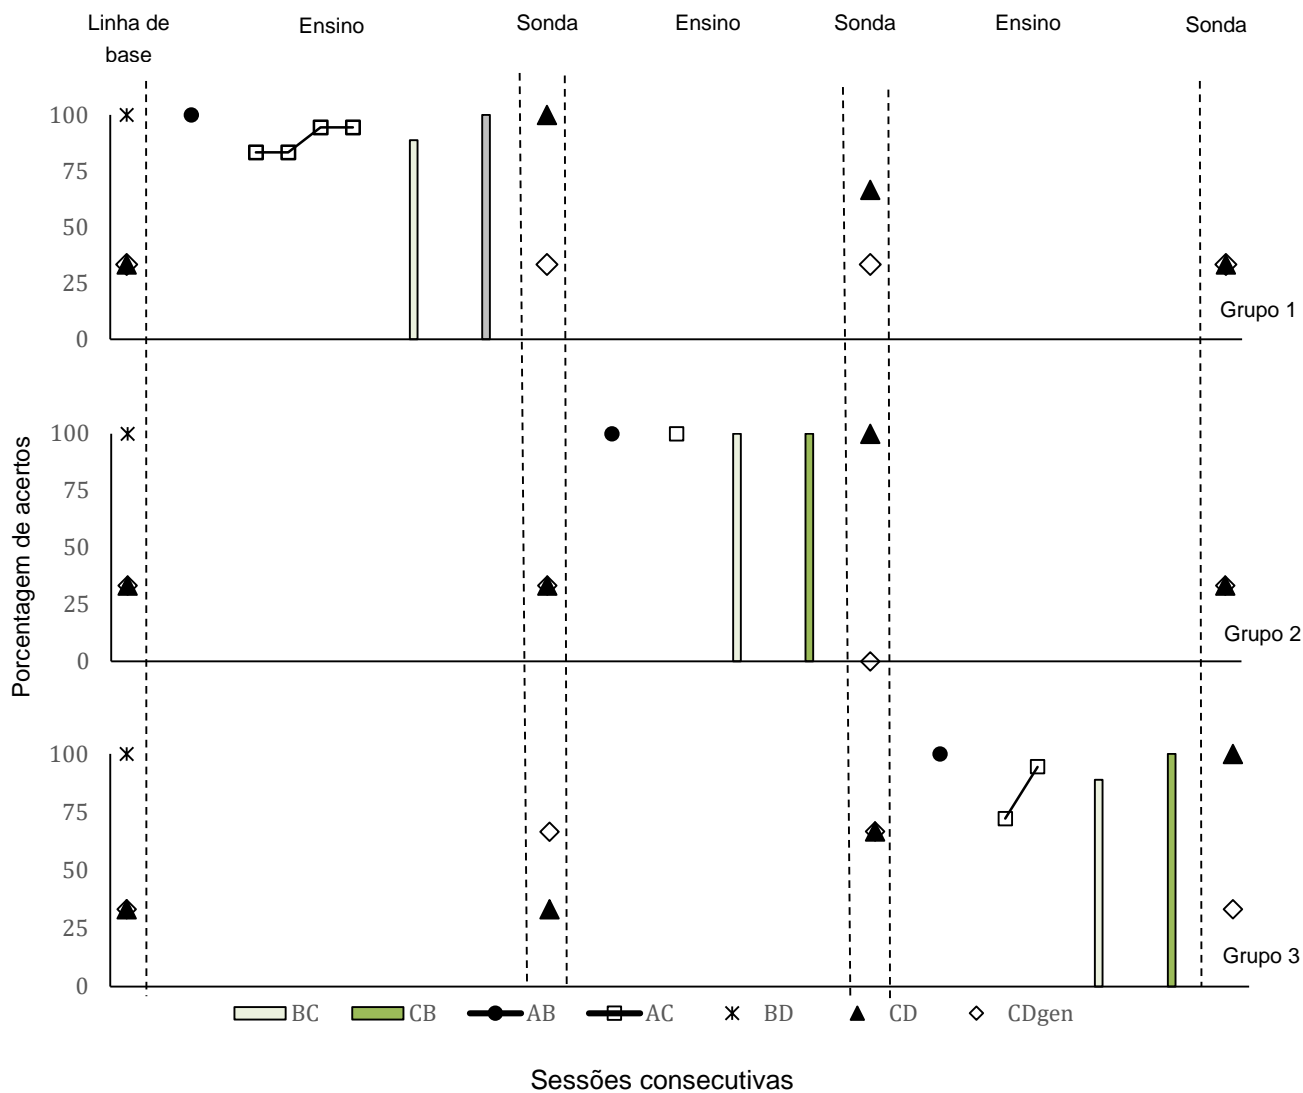 Linha de base
Ensino
Sonda
Ensino
Sonda
Ensino
Sonda
100
75
50
25
0
Grupo 1
Porcentagem de acertos
100
75
50
25
0
Grupo 2
100
75
50
25
0
Grupo 3
BC CB AB AC BD CD CDgen
Sessões consecutivas